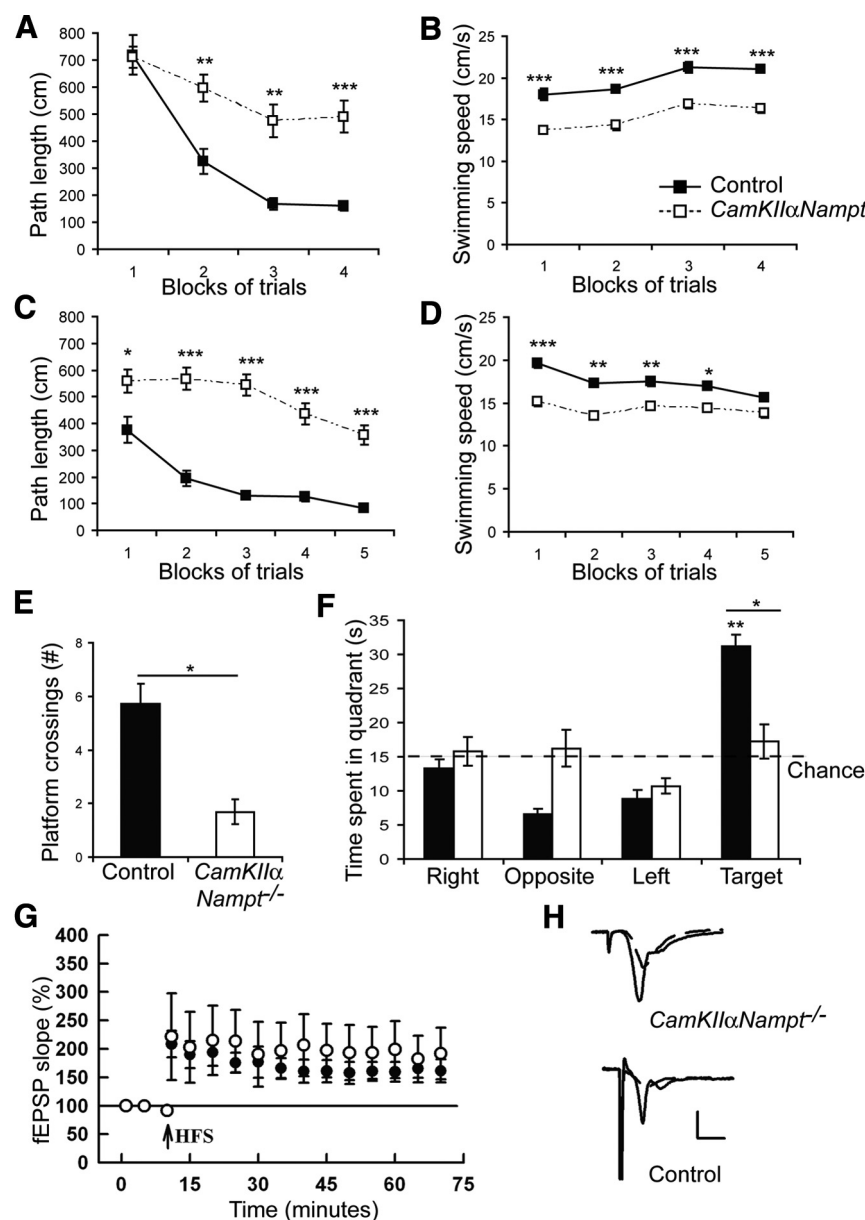 A
Path length (cm)
800
700
600
500
400
300
200
100
0
** ** ***
1 2 3 4
Blocks of trials
B
Swimming speed (cm/s)
25
20
15
10
5
0
*** *** *** ***
Control
CamKIIαNampt
1 2 3 4
Blocks of trials
C
Path length (cm)
800
700
600
500
400
300
200
100
0
* *** *** *** ***
1 2 3 4 5
Blocks of trials
D
Swimming speed (cm/s)
25
20
15
10
5
0
*** ** ** *
1 2 3 4 5
Blocks of trials
E
Platform crossings (#)
8
6
4
2
0
*
Control CamKIIα
Nampt-/-
F
Time spent in quadrant (s)
35
30
25
20
15
10
5
0
*
**
Chance
Right Opposite Left Target
G
fEPSP slope (%)
400
350
300
250
200
150
100
50
0
HFS
0 15 30 45 60 75
Time (minutes)
H
CamKIIαNampt-/-
Control